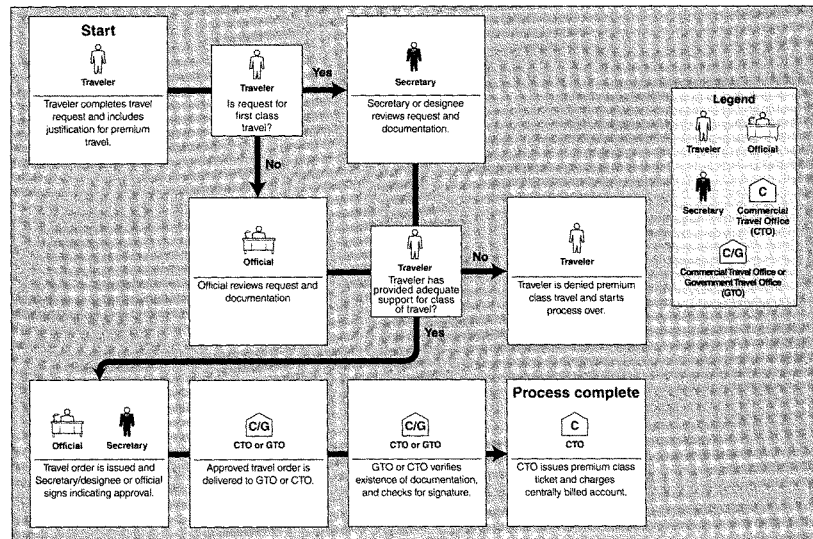 Start
Traveler
Traveler completes travel
request and includes
justification for premium
travel.
Traveler
Is request for
first class
travel?
Yes
Secretary
Secretary or designee
reviews request and
documentation.
No
Official
Official reviews request and
documentation
Traveler
Traveler has
provided adequate
support for class
of travel?
No
Traveler
Traveler is denied premium
class travel and starts
process over.
Yes
Official
Secretary
Travel order is issued and
Secretary/designee or official
signs indicating approval.
C/G
CTO or GTO
Approved travel order is
delivered to GTO or CTO.
C/G
CTO or GTO
GTO or CTO verifies
existence of documentation,
and checks for signature.
Process complete
C
CTO
CTO issues premium class
ticket and charges
centrally billed account.
Legend
Traveler
Official
Secretary
C
Commercial
Travel Office
(CTO)
C/G
Commercial Travel Office or
Government Travel Office
(GTO)